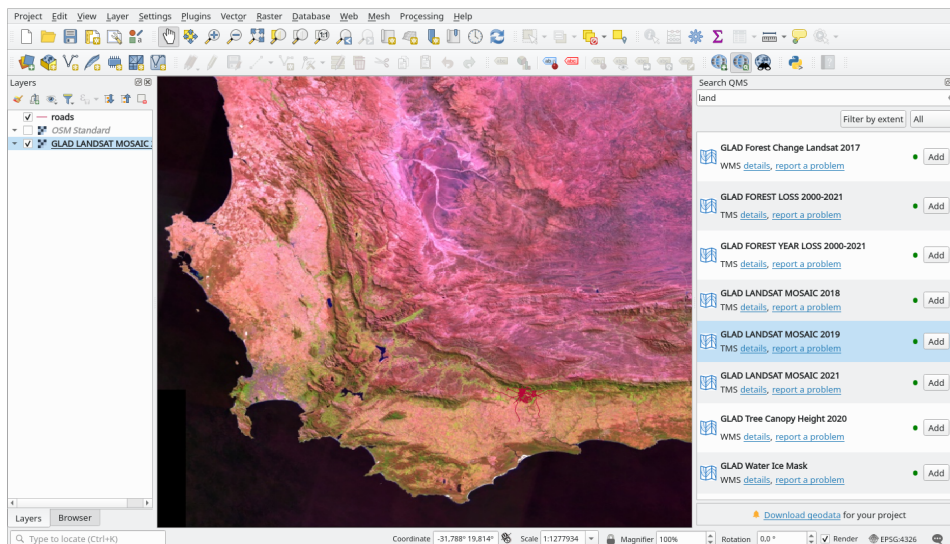 Project Edit View Layer Settings Plugins Vector Raster Database Web Mesh Processing Help
Layers
roads
OSM Standard
GLAD LANDSAT MOSAIC
Layers Browser
Search QMS
land
Filter by extent All
GLAD Forest Change Landsat 2017
WMS details, report a problem
Add
GLAD FOREST LOSS 2000-2021
TMS details, report a problem
Add
GLAD FOREST YEAR LOSS 2000-2021
TMS details, report a problem
Add
GLAD LANDSAT MOSAIC 2018
TMS details, report a problem
Add
GLAD LANDSAT MOSAIC 2019
TMS details, report a problem
Add
GLAD LANDSAT MOSAIC 2021
TMS details, report a problem
Add
GLAD Tree Canopy Height 2020
WMS details, report a problem
Add
GLAD Water Ice Mask
WMS details, report a problem
Add
Download geodata for your project
Type to locate (Ctrl+K) Coordinate -31,788° 19,814° Scale 1:1277934 Magnifier 100% Rotation 0,0 ° Render EPSG:4326